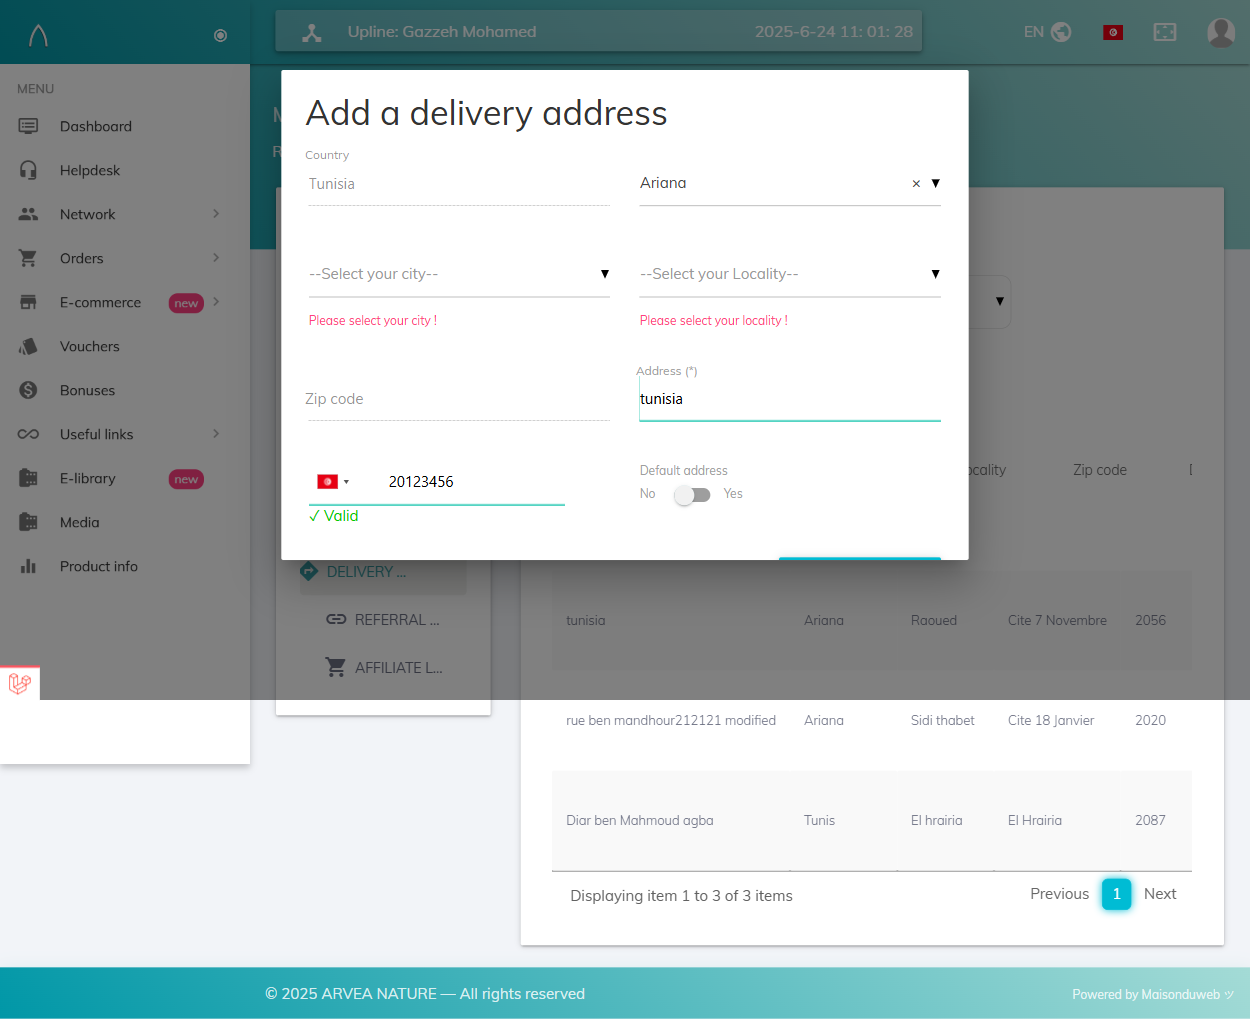 Upline: Gazzeh Mohamed
2025-6-24 11: 01: 28
EN
MENU
Dashboard
Helpdesk
Network
Orders
E-commerce new
Vouchers
Bonuses
Useful links
E-library new
Media
Product info
Add a delivery address
Country
Tunisia
Ariana ×
--Select your city--
--Select your Locality--
Please select your city !
Please select your locality !
Zip code
Address (*)
tunisia
20123456
✓ Valid
Default address
No Yes
Zip code
DELIVERY ...
REFERRAL ...
AFFILIATE L...
tunisia Ariana Raoued Cite 7 Novembre 2056
rue ben mandhour212121 modified Ariana Sidi thabet Cite 18 Janvier 2020
Diar ben Mahmoud agba Tunis El hrairia El Hrairia 2087
Displaying item 1 to 3 of 3 items
Previous 1 Next
© 2025 ARVEA NATURE — All rights reserved
Powered by Maisonduweb ツ